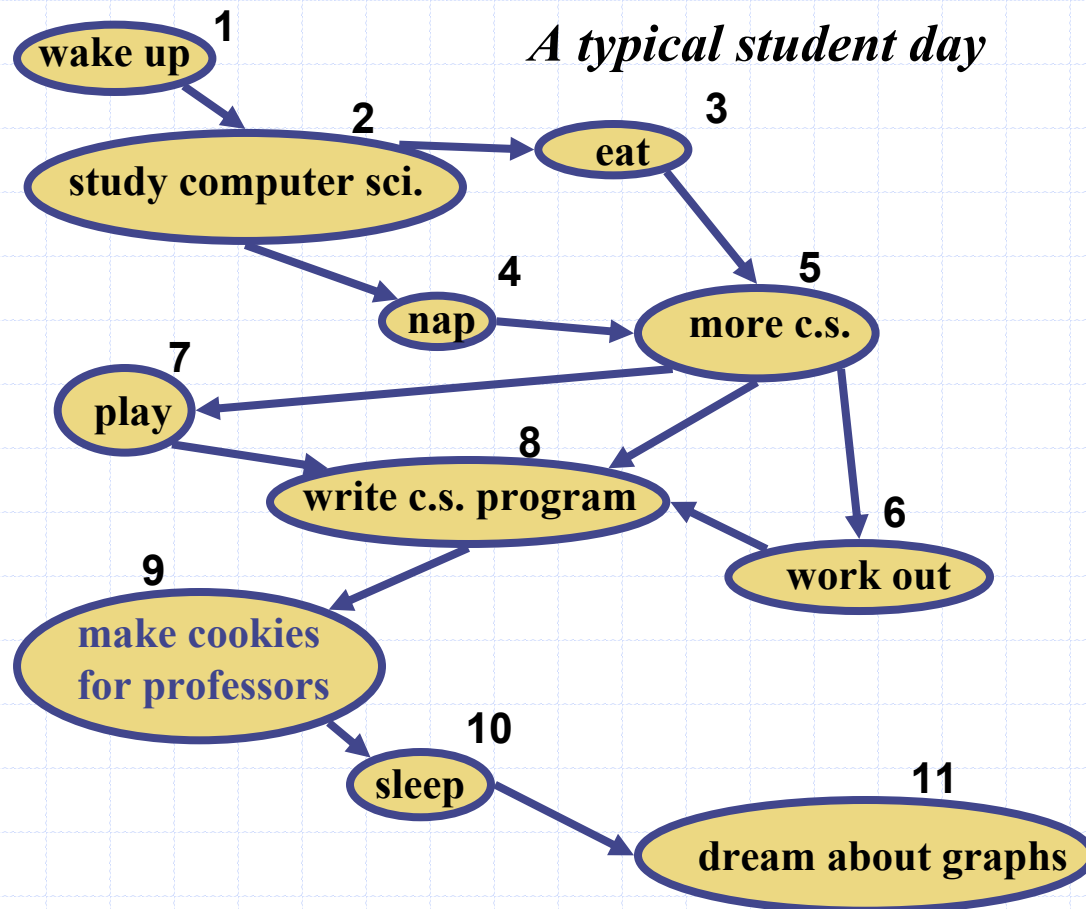 A typical student day
1
wake up
2
study computer sci.
3
eat
4
nap
5
more c.s.
7
play
8
write c.s. program
6
work out
9
make cookies
for professors
10
sleep
11
dream about graphs